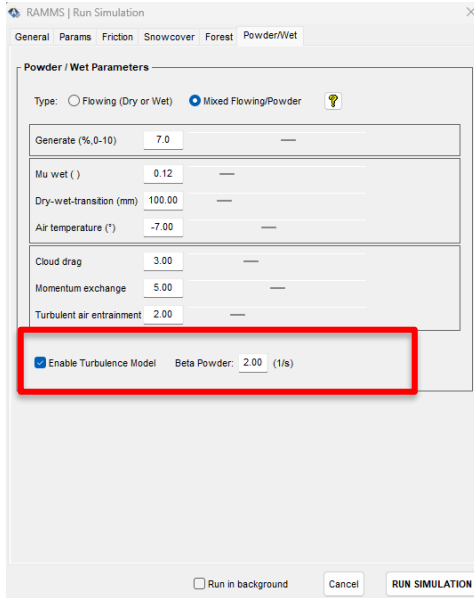 RAMMS | Run Simulation
General Params Friction Snowcover Forest Powder/Wet
Powder / Wet Parameters
Type: Flowing (Dry or Wet) Mixed Flowing/Powder ?
Generate (%,0-10) 7.0
Mu wet ( ) 0.12
Dry-wet-transition (mm) 100.00
Air temperature (°) -7.00
Cloud drag 3.00
Momentum exchange 5.00
Turbulent air entrainment 2.00
Enable Turbulence Model Beta Powder: 2.00 (1/s)
Run in background Cancel RUN SIMULATION